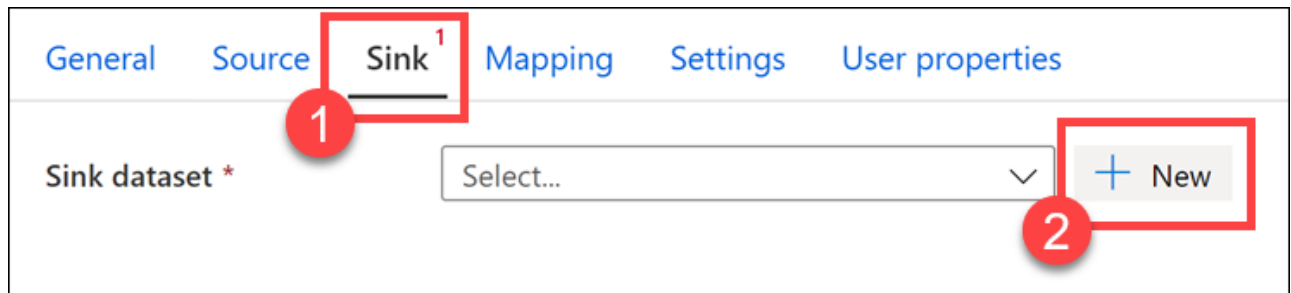 General Source Sink 1 Mapping Settings User properties
1
Sink dataset * Select... + New
2